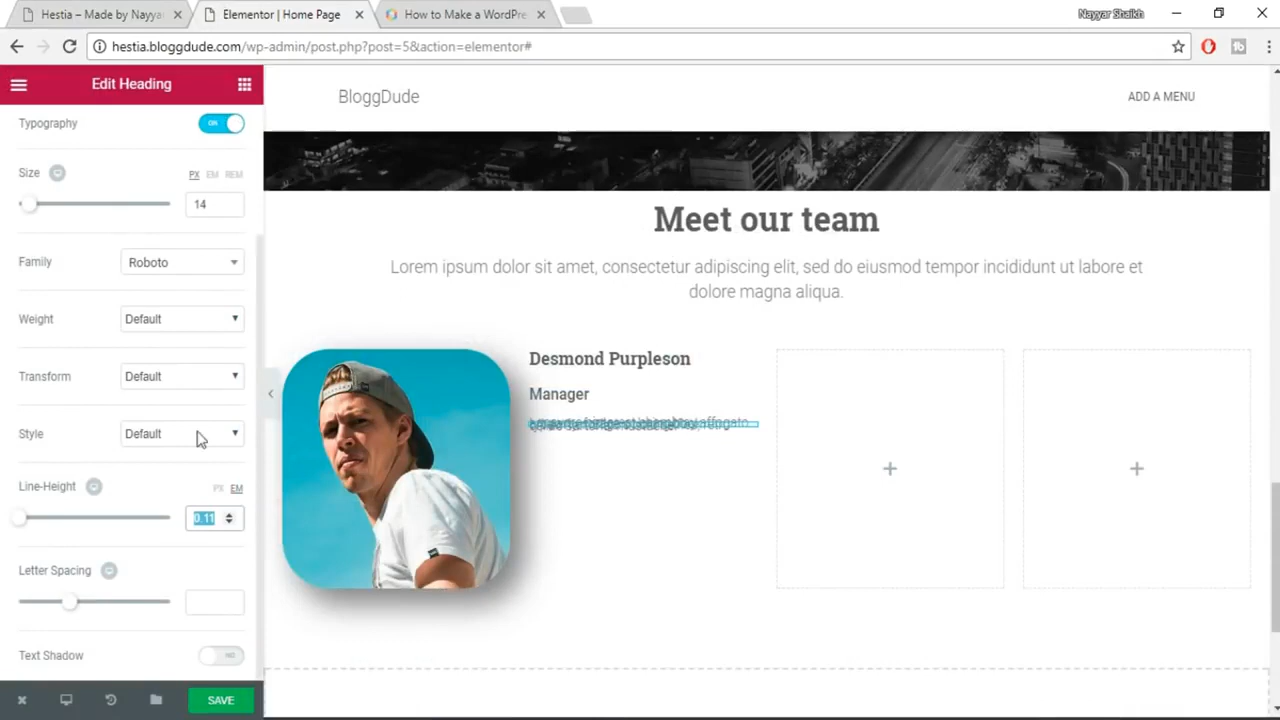 Hestia – Made by Nayyar
Elementor | Home Page
How to Make a WordPre
Nayyar Shaikh
hestia.bloggdude.com/wp-admin/post.php?post=5&action=elementor#
Edit Heading
BloggDude
ADD A MENU
Typography
ON
Size
PX EM REM
14
Family
Roboto
Weight
Default
Transform
Default
Style
Default
Line-Height
PX EM
0.11
Letter Spacing
Text Shadow
NO
SAVE
Meet our team
Lorem ipsum dolor sit amet, consectetur adipiscing elit, sed do eiusmod tempor incididunt ut labore et
dolore magna aliqua.
Desmond Purpleson
Manager